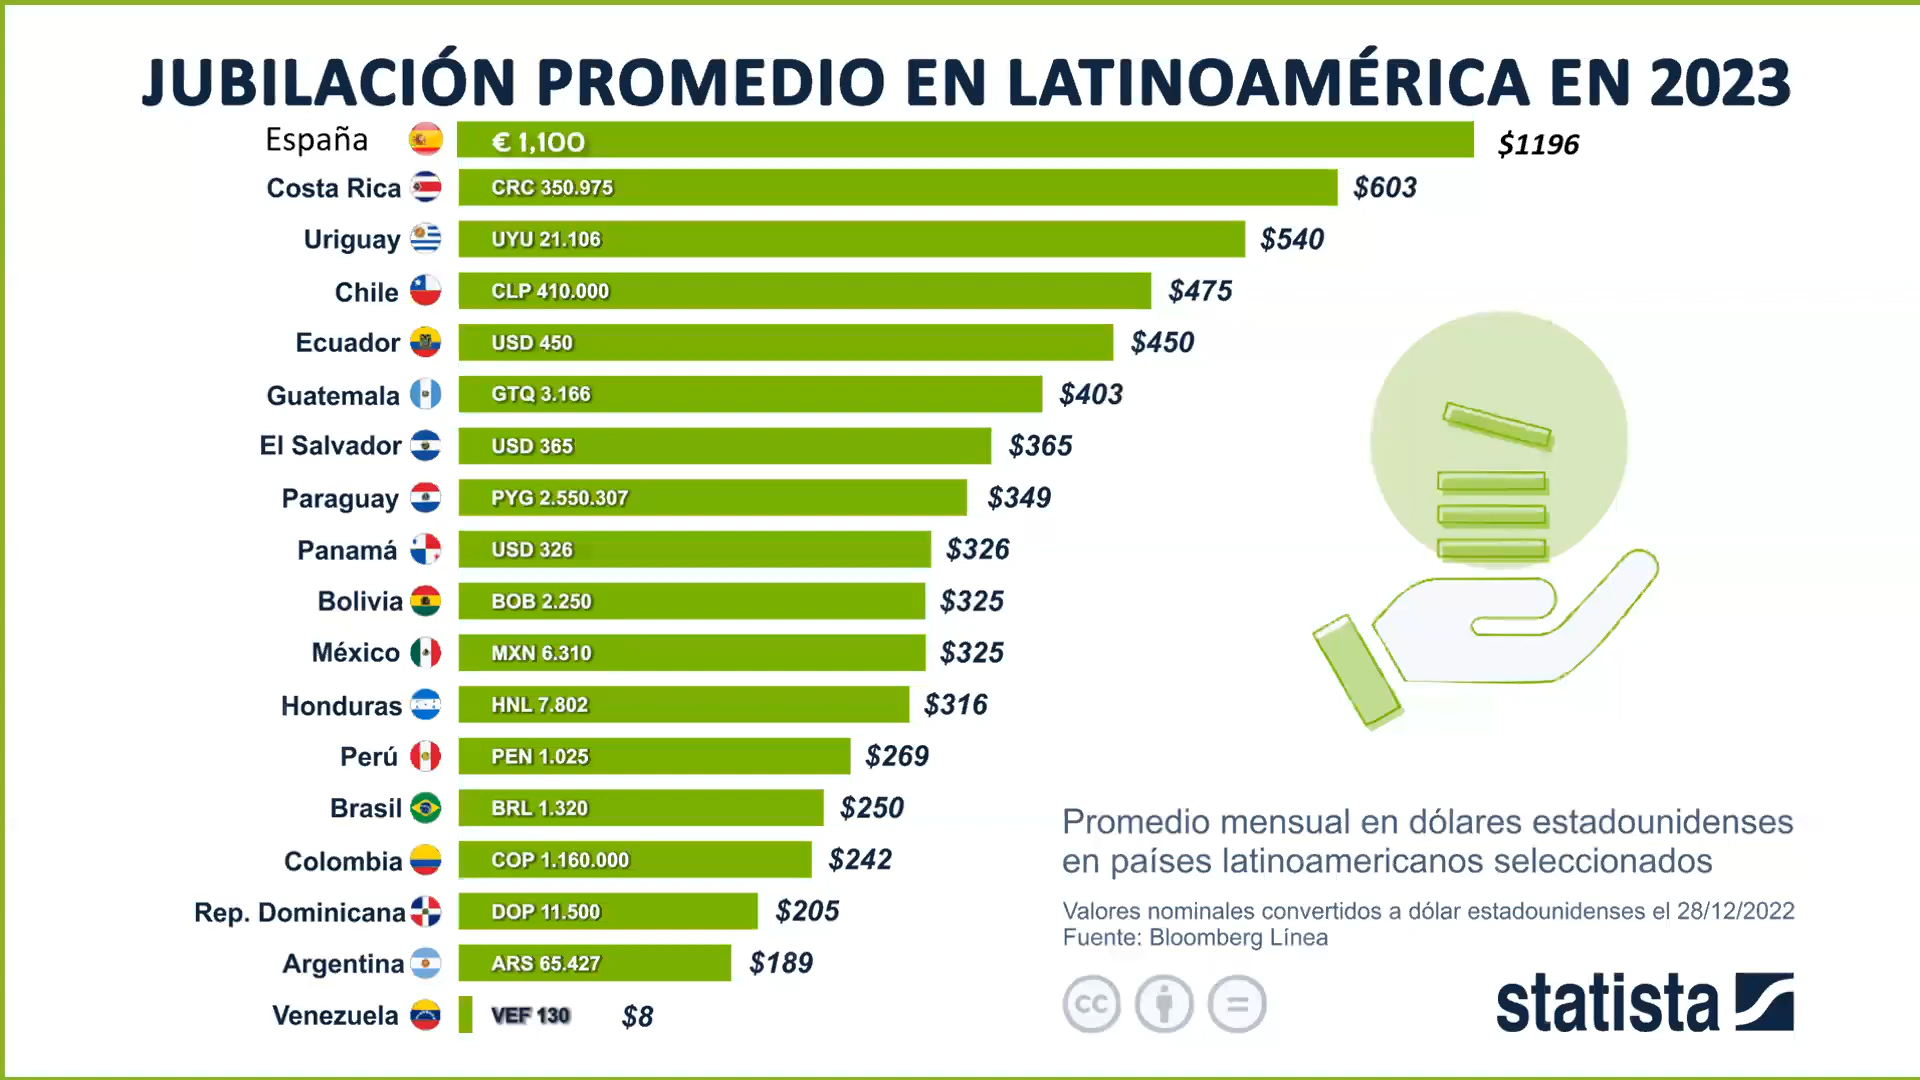 JUBILACIÓN PROMEDIO EN LATINOAMÉRICA EN 2023
España € 1,100 $1196
Costa Rica CRC 350.975 $603
Uriguay UYU 21.106 $540
Chile CLP 410.000 $475
Ecuador USD 450 $450
Guatemala GTQ 3.166 $403
El Salvador USD 365 $365
Paraguay PYG 2.550.307 $349
Panamá USD 326 $326
Bolivia BOB 2.250 $325
México MXN 6.310 $325
Honduras HNL 7.802 $316
Perú PEN 1.025 $269
Brasil BRL 1.320 $250
Colombia COP 1.160.000 $242
Rep. Dominicana DOP 11.500 $205
Argentina ARS 65.427 $189
Venezuela VEF 130 $8
Promedio mensual en dólares estadounidenses
en países latinoamericanos seleccionados
Valores nominales convertidos a dólar estadounidenses el 28/12/2022
Fuente: Bloomberg Línea
cc
statista